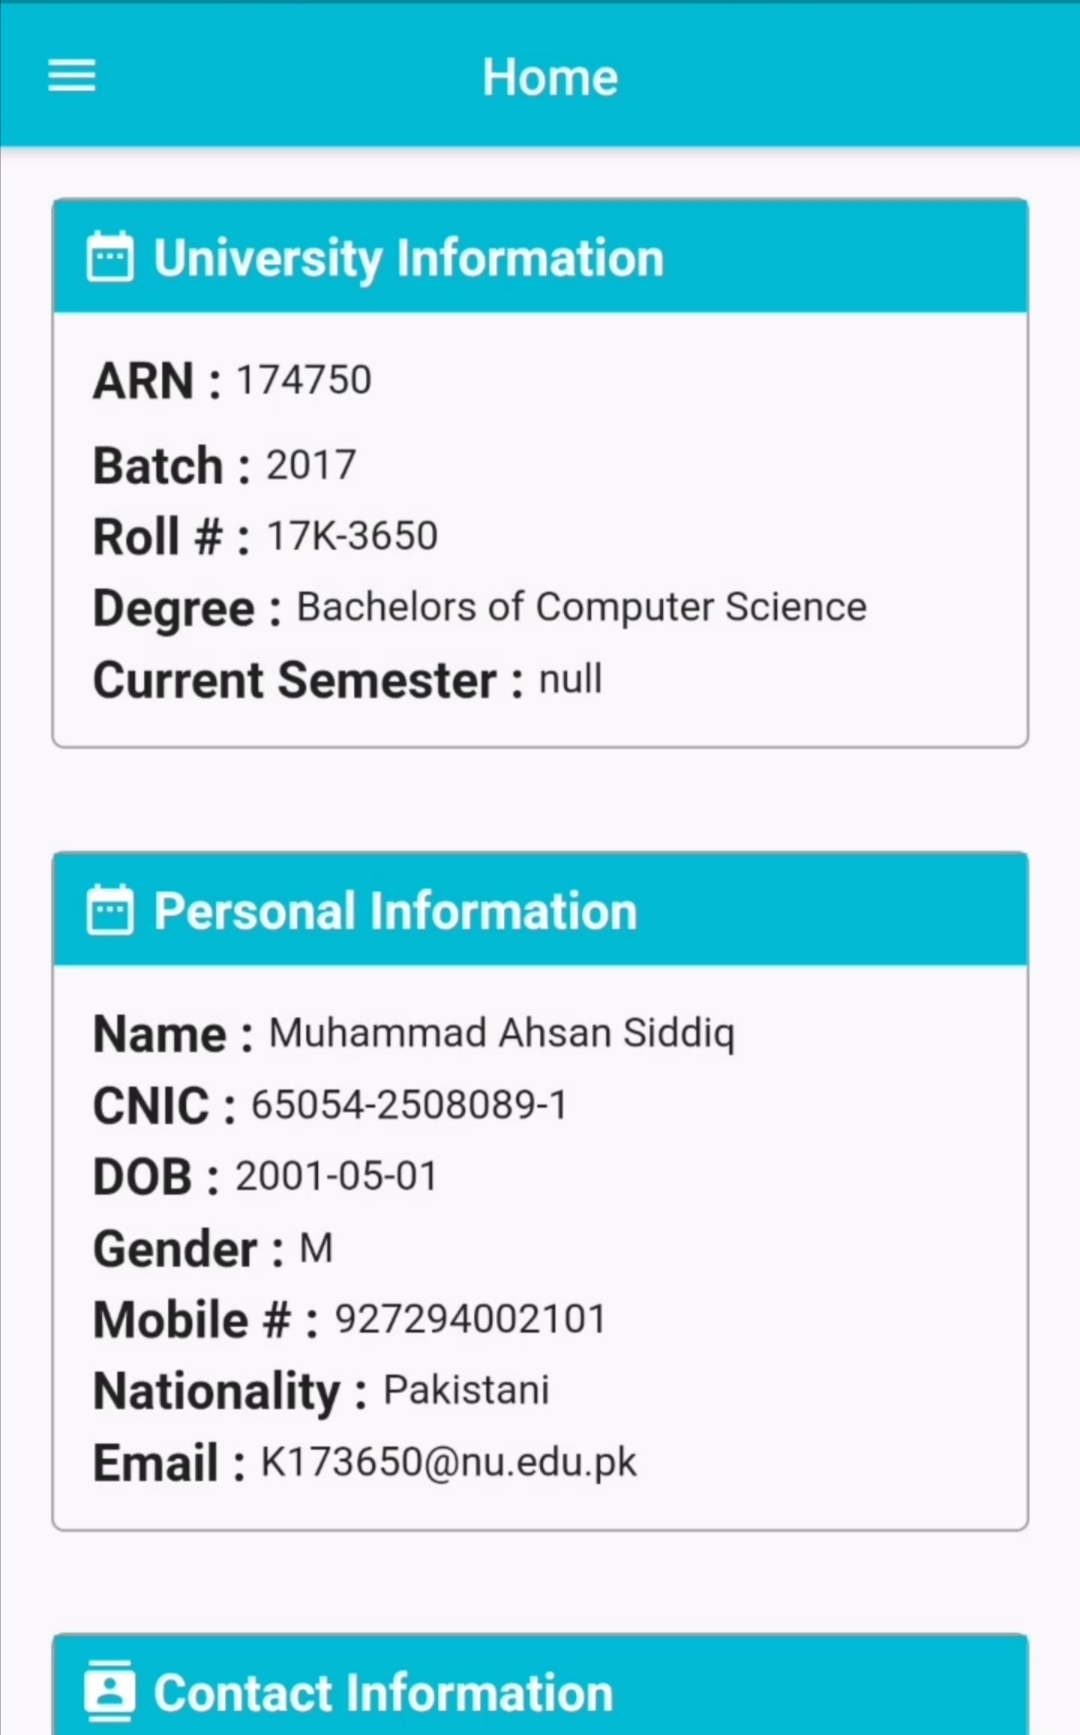 Home
University Information
ARN : 174750
Batch : 2017
Roll # : 17K-3650
Degree : Bachelors of Computer Science
Current Semester : null
Personal Information
Name : Muhammad Ahsan Siddiq
CNIC : 65054-2508089-1
DOB : 2001-05-01
Gender : M
Mobile # : 927294002101
Nationality : Pakistani
Email : K173650@nu.edu.pk
Contact Information